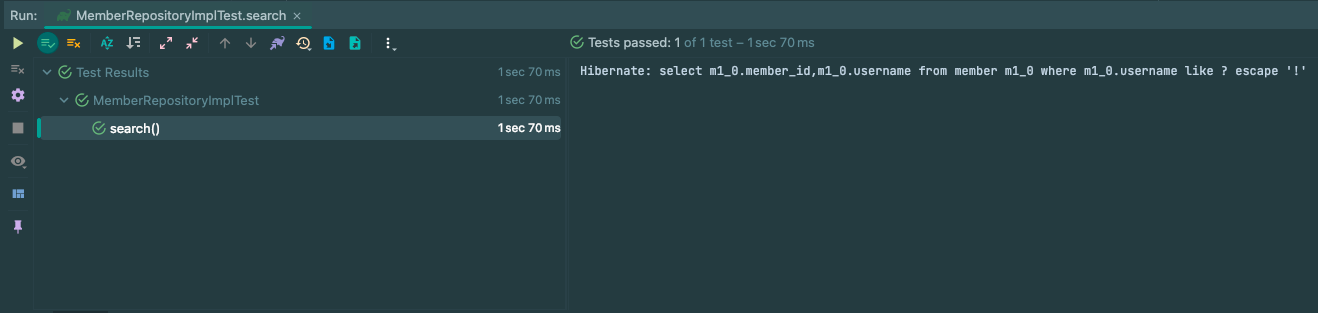 Run: MemberRepositoryImplTest.search ×
Tests passed: 1 of 1 test – 1 sec 70 ms
Test Results 1 sec 70 ms
MemberRepositoryImplTest 1 sec 70 ms
search() 1 sec 70 ms
Hibernate: select m1_0.member_id,m1_0.username from member m1_0 where m1_0.username like ? escape '!'